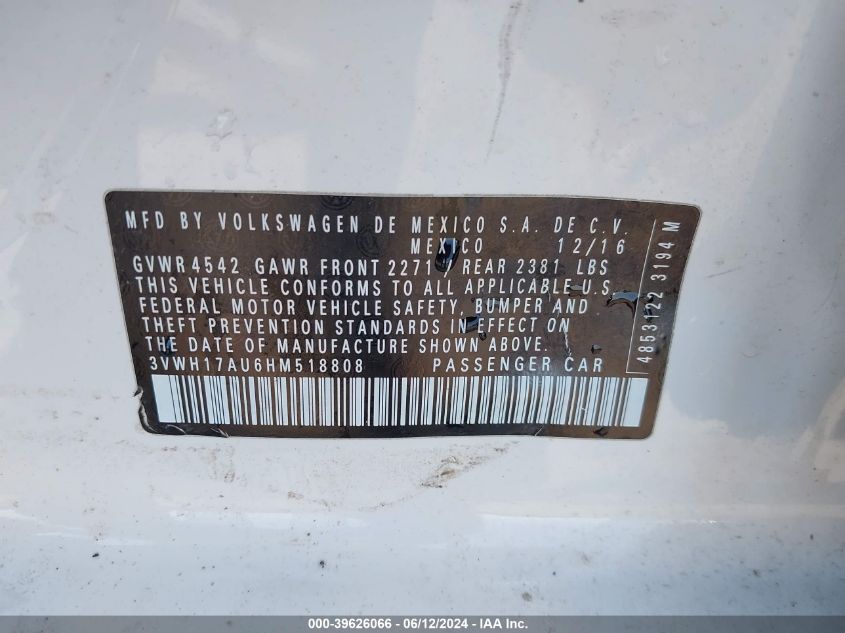 MFD BY VOLKSWAGEN DE MEXICO S.A. DE C.V.
MEXICO 12/16
GVWR 4542 GAWR FRONT 2271 / REAR 2381 LBS
THIS VEHICLE CONFORMS TO ALL APPLICABLE U.S.
FEDERAL MOTOR VEHICLE SAFETY, BUMPER AND
THEFT PREVENTION STANDARDS IN EFFECT ON
THE DATE OF MANUFACTURE SHOWN ABOVE.
3VWH17AU6HM518808 PASSENGER CAR
4853122 3194 M
000-39626066 - 06/12/2024 - IAA Inc.